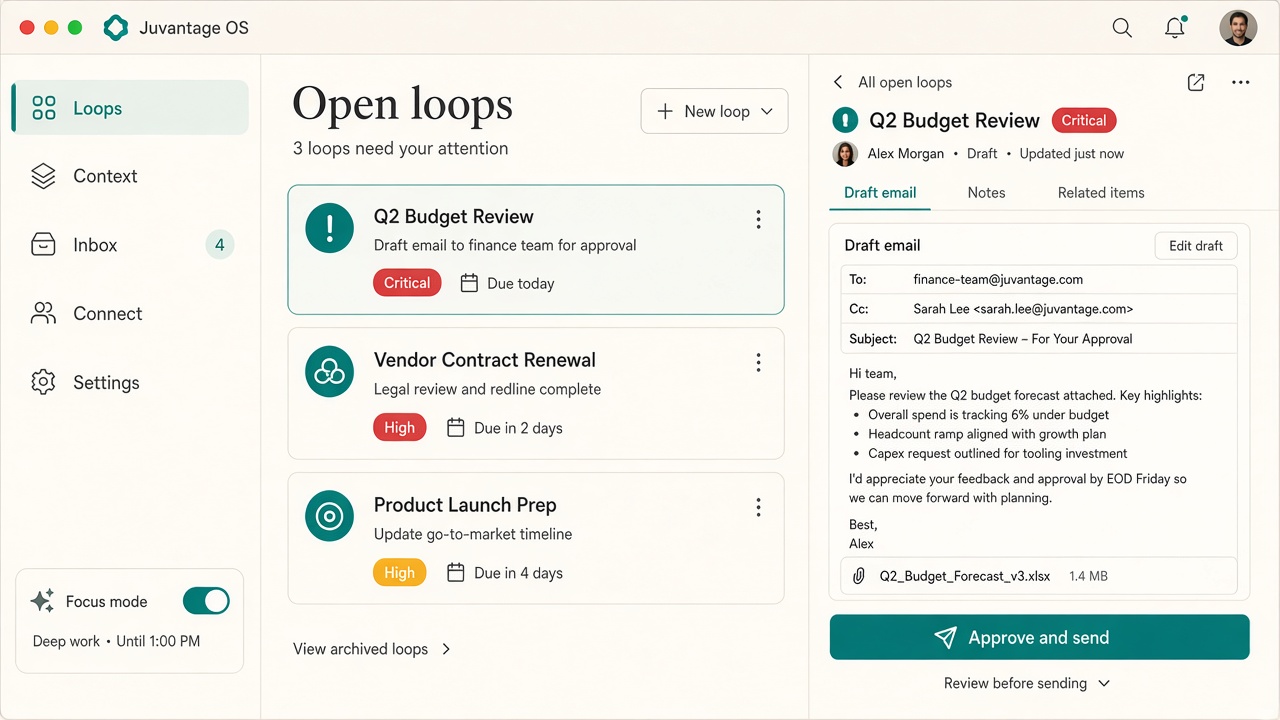 Juvantage OS
Loops
Context
Inbox 4
Connect
Settings
Focus mode
Deep work • Until 1:00 PM
Open loops
3 loops need your attention
New loop
Q2 Budget Review
Draft email to finance team for approval
Critical Due today
Vendor Contract Renewal
Legal review and redline complete
High Due in 2 days
Product Launch Prep
Update go-to-market timeline
High Due in 4 days
View archived loops
All open loops
Q2 Budget Review Critical
Alex Morgan • Draft • Updated just now
Draft email Notes Related items
Draft email Edit draft
To: finance-team@juvantage.com
Cc: Sarah Lee <sarah.lee@juvantage.com>
Subject: Q2 Budget Review – For Your Approval
Hi team,
Please review the Q2 budget forecast attached. Key highlights:
• Overall spend is tracking 6% under budget
• Headcount ramp aligned with growth plan
• Capex request outlined for tooling investment
I'd appreciate your feedback and approval by EOD Friday so
we can move forward with planning.
Best,
Alex
Q2_Budget_Forecast_v3.xlsx 1.4 MB
Approve and send
Review before sending